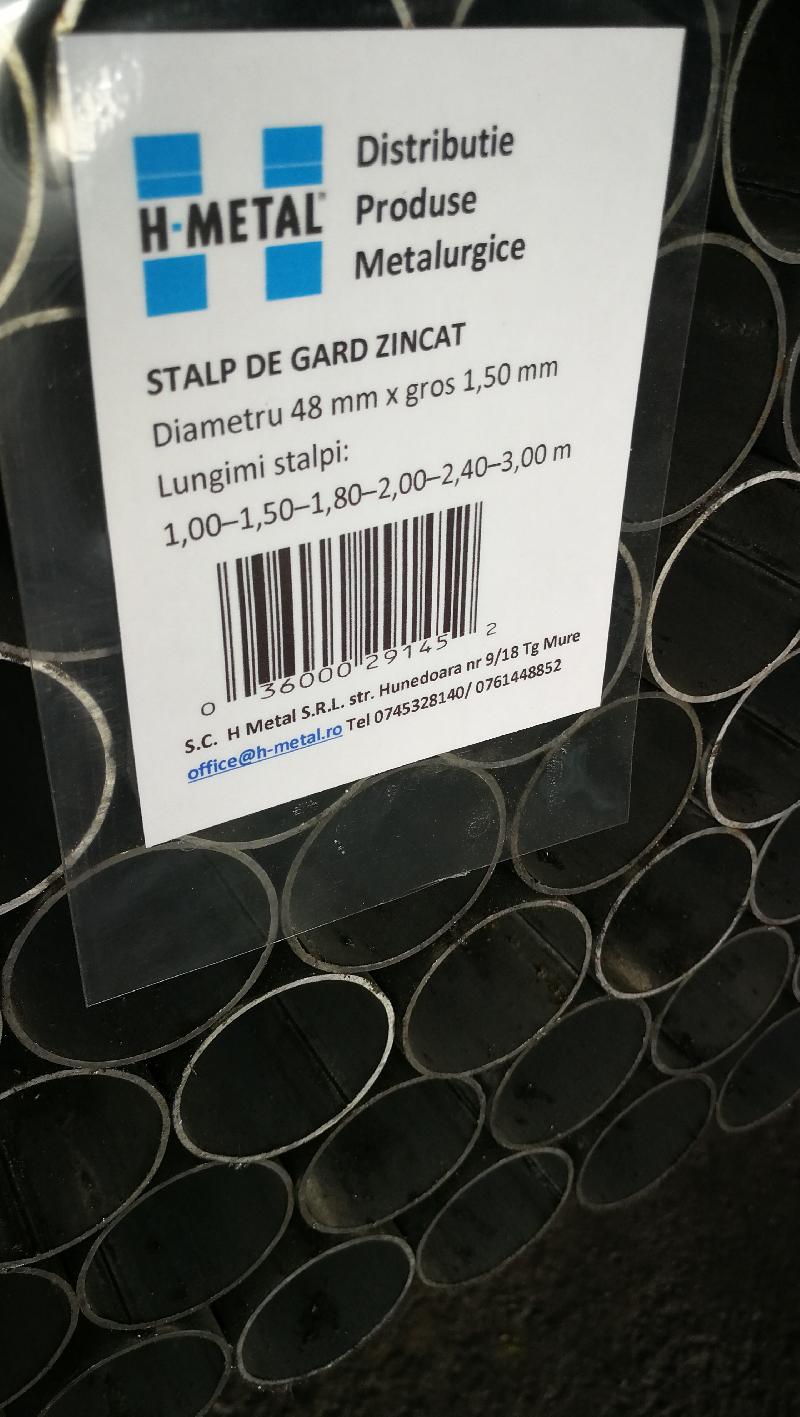 H-METAL®
Distributie
Produse
Metalurgice
STALP DE GARD ZINCAT
Diametru 48 mm x gros 1,50 mm
Lungimi stalpi:
1,00–1,50–1,80–2,00–2,40–3,00 m
0 36000 29145 2
S.C. H Metal S.R.L. str. Hunedoara nr 9/18 Tg Mure
office@h-metal.ro Tel 0745328140/ 0761448852